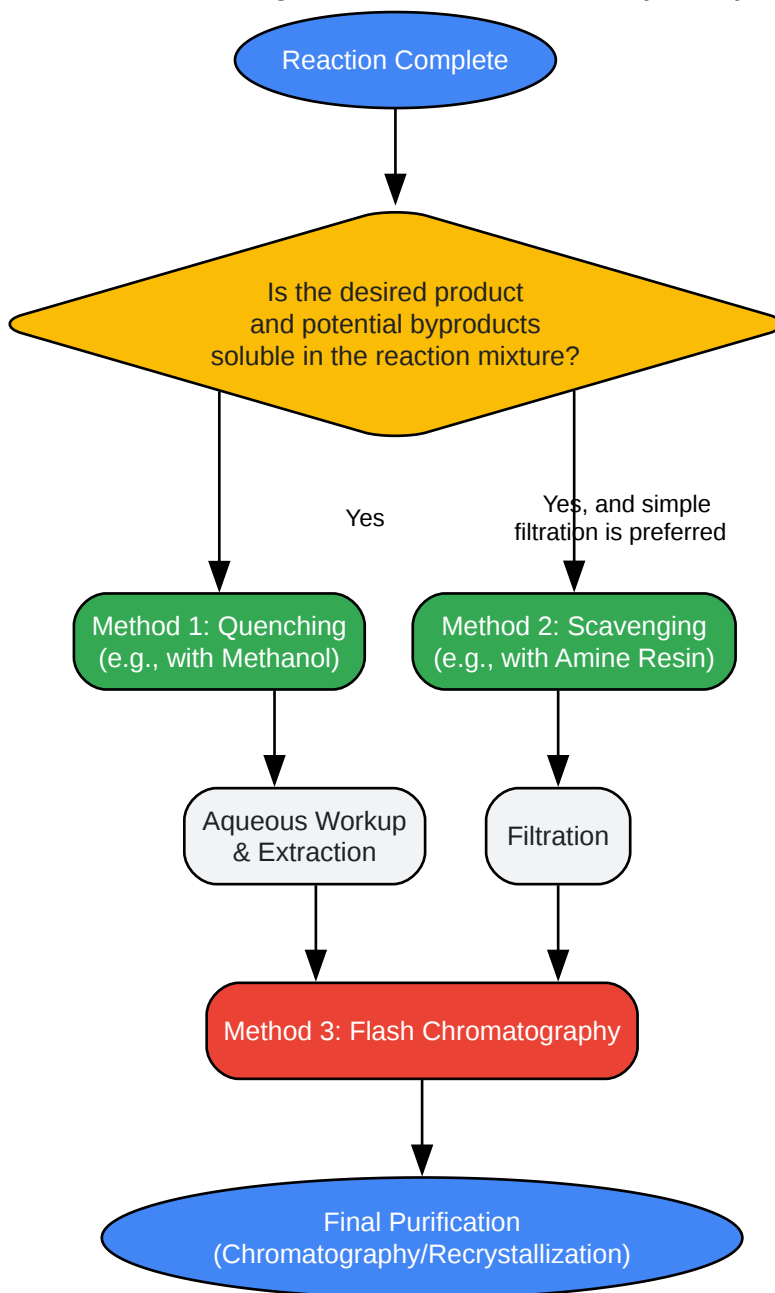 Reaction Complete
Is the desired product
and potential byproducts
soluble in the reaction mixture?
Yes
Yes, and simple
filtration is preferred
Method 1: Quenching
(e.g., with Methanol)
Method 2: Scavenging
(e.g., with Amine Resin)
Aqueous Workup
& Extraction
Filtration
Method 3: Flash Chromatography
Final Purification
(Chromatography/Recrystallization)